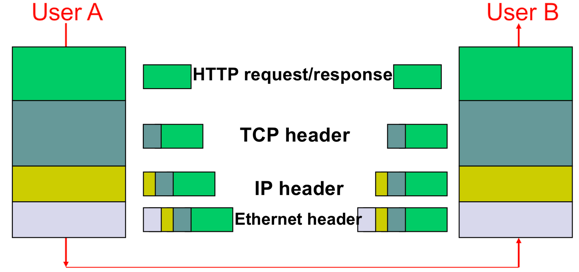 User A
User B
HTTP request/response
TCP header
IP header
Ethernet header